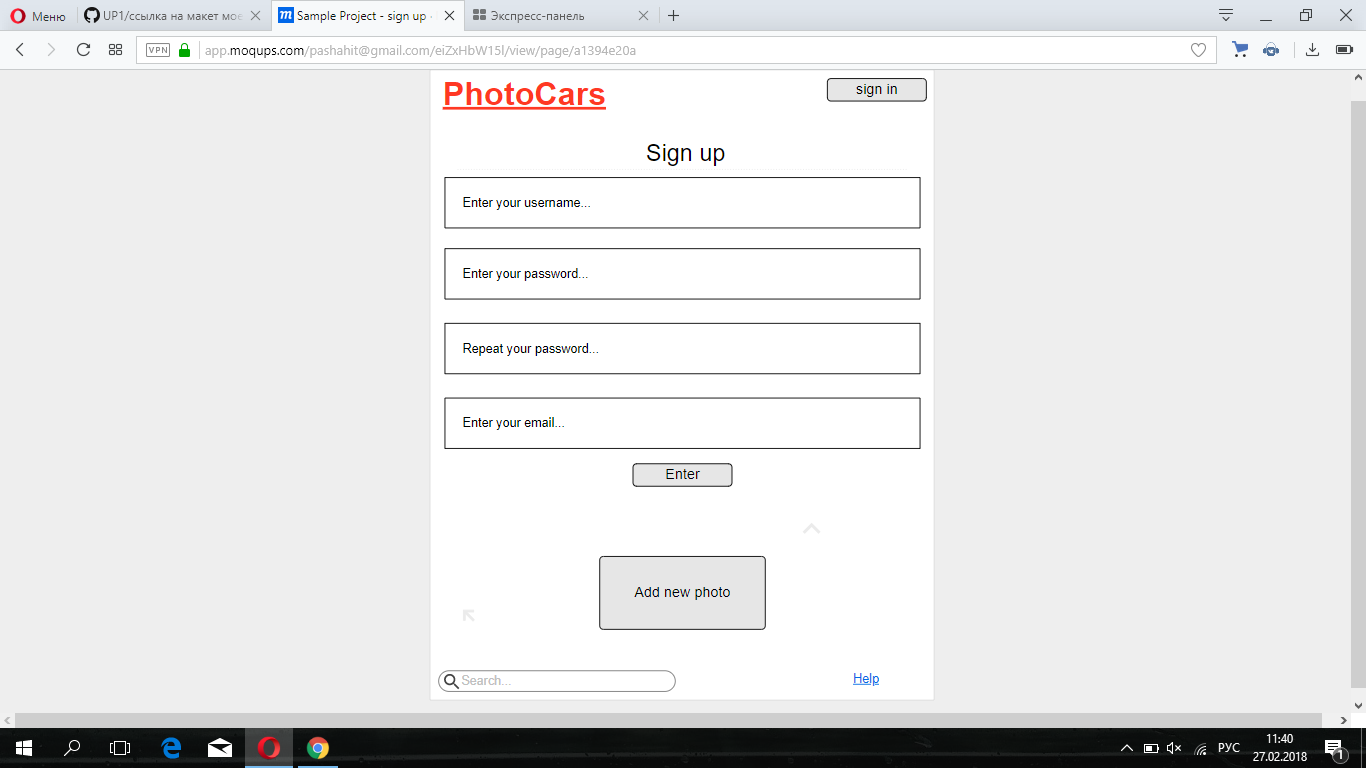 Меню
UP1/ссылка на макет мое
Sample Project - sign up -
Экспресс-панель
VPN
app.moqups.com/pashahit@gmail.com/eiZxHbW15l/view/page/a1394e20a
PhotoCars
sign in
Sign up
Enter your username...
Enter your password...
Repeat your password...
Enter your email...
Enter
Add new photo
Search...
Help
РУС
11:40
27.02.2018
1